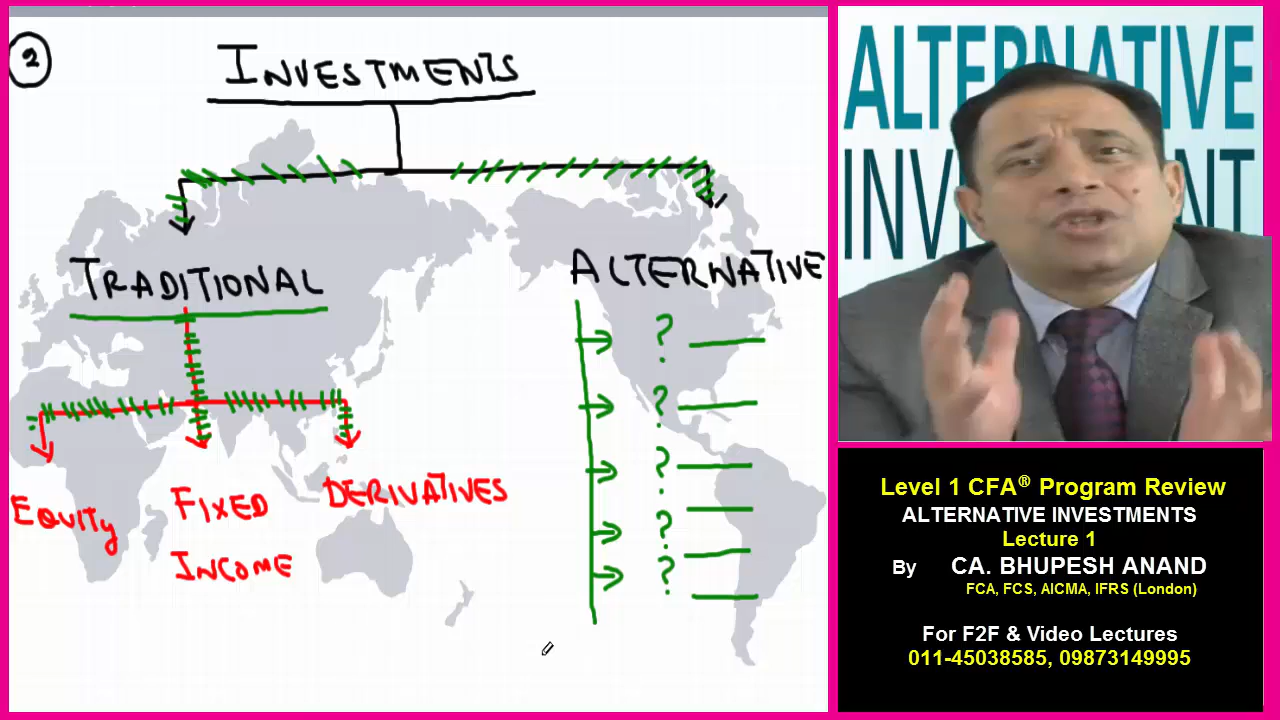 2
INVESTMENTS
TRADITIONAL
ALTERNATIVE
?
?
?
?
?
EQUITY
FIXED
INCOME
DERIVATIVES
ALTERNATIVE
INVESTMENT
Level 1 CFA® Program Review
ALTERNATIVE INVESTMENTS
Lecture 1
By CA. BHUPESH ANAND
FCA, FCS, AICMA, IFRS (London)
For F2F & Video Lectures
011-45038585, 09873149995